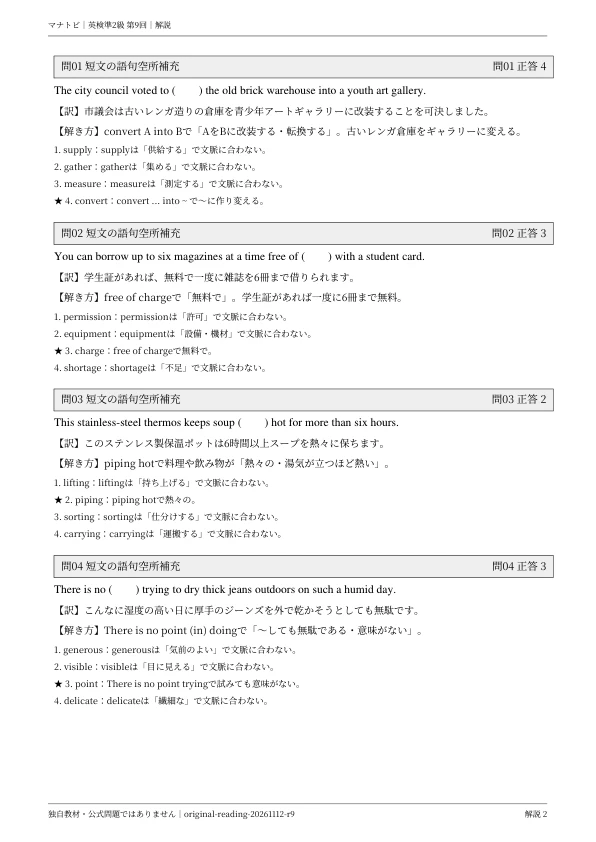 マナトビ｜英検準2級 第9回｜解説
問01 短文の語句空所補充 問01 正答 4
The city council voted to (　　) the old brick warehouse into a youth art gallery.
【訳】市議会は古いレンガ造りの倉庫を青少年アートギャラリーに改装することを可決しました。
【解き方】convert A into Bで「AをBに改装する・転換する」。古いレンガ倉庫をギャラリーに変える。
1. supply：supplyは「供給する」で文脈に合わない。
2. gather：gatherは「集める」で文脈に合わない。
3. measure：measureは「測定する」で文脈に合わない。
★ 4. convert：convert ... into ~ で〜に作り変える。
問02 短文の語句空所補充 問02 正答 3
You can borrow up to six magazines at a time free of (　　) with a student card.
【訳】学生証があれば、無料で一度に雑誌を6冊まで借りられます。
【解き方】free of chargeで「無料で」。学生証があれば一度に6冊まで無料。
1. permission：permissionは「許可」で文脈に合わない。
2. equipment：equipmentは「設備・機材」で文脈に合わない。
★ 3. charge：free of chargeで無料で。
4. shortage：shortageは「不足」で文脈に合わない。
問03 短文の語句空所補充 問03 正答 2
This stainless-steel thermos keeps soup (　　) hot for more than six hours.
【訳】このステンレス製保温ポットは6時間以上スープを熱々に保ちます。
【解き方】piping hotで料理や飲み物が「熱々の・湯気が立つほど熱い」。
1. lifting：liftingは「持ち上げる」で文脈に合わない。
★ 2. piping：piping hotで熱々の。
3. sorting：sortingは「仕分けする」で文脈に合わない。
4. carrying：carryingは「運搬する」で文脈に合わない。
問04 短文の語句空所補充 問04 正答 3
There is no (　　) trying to dry thick jeans outdoors on such a humid day.
【訳】こんなに湿度の高い日に厚手のジーンズを外で乾かそうとしても無駄です。
【解き方】There is no point (in) doingで「〜しても無駄である・意味がない」。
1. generous：generousは「気前のよい」で文脈に合わない。
2. visible：visibleは「目に見える」で文脈に合わない。
★ 3. point：There is no point tryingで試みても意味がない。
4. delicate：delicateは「繊細な」で文脈に合わない。
独自教材・公式問題ではありません｜original-reading-20261112-r9 解説 2